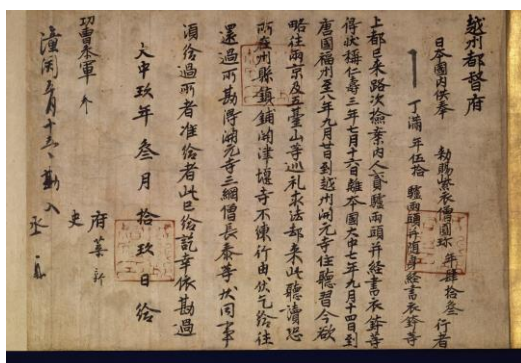 越州都督府
日本國内供奉 勅賜紫衣僧圓珎 年肆拾叁 行者
丁滿 年伍拾 驢兩頭并隨身經書衣鉢等
上都已來路次撿案内人貳驢兩頭并經書衣鉢等
得狀稱仁壽三年七月十六日離本國大中七年九月十四日到
唐國福州至八年九月廿日到越州開元寺住聽習今欲
略往兩京及五臺山等巡礼求法却來此聽讀恐
所在州縣鎮鋪關津堰寺不練行由伏乞給往
還過所勘得開元寺三綱僧長泰等狀同事
須給過所者准給者此已給訖幸依勘過
大中玖年叁月拾玖日給
府 葉新
功曹參軍
史
潼關五月十五日勘入
丞